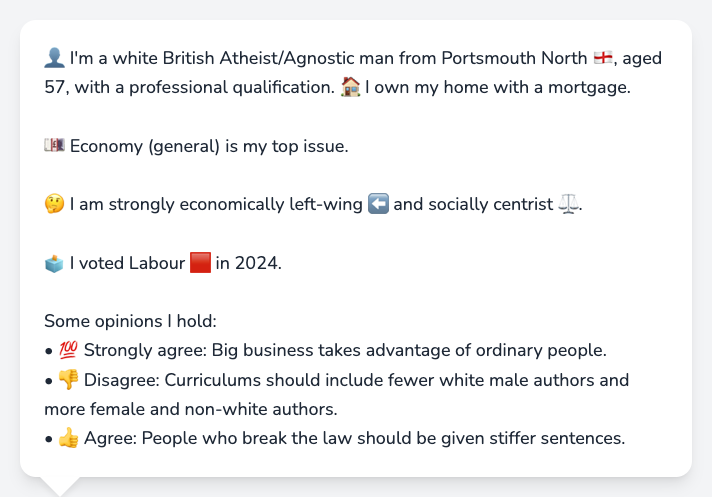 👤 I'm a white British Atheist/Agnostic man from Portsmouth North 🏴󠁧󠁢󠁥󠁮󠁧󠁿, aged
57, with a professional qualification. 🏠 I own my home with a mortgage.
💷 Economy (general) is my top issue.
🤔 I am strongly economically left-wing ⬅️ and socially centrist ⚖️.
🗳️ I voted Labour 🟥 in 2024.
Some opinions I hold:
• 💯 Strongly agree: Big business takes advantage of ordinary people.
• 👎 Disagree: Curriculums should include fewer white male authors and
more female and non-white authors.
• 👍 Agree: People who break the law should be given stiffer sentences.